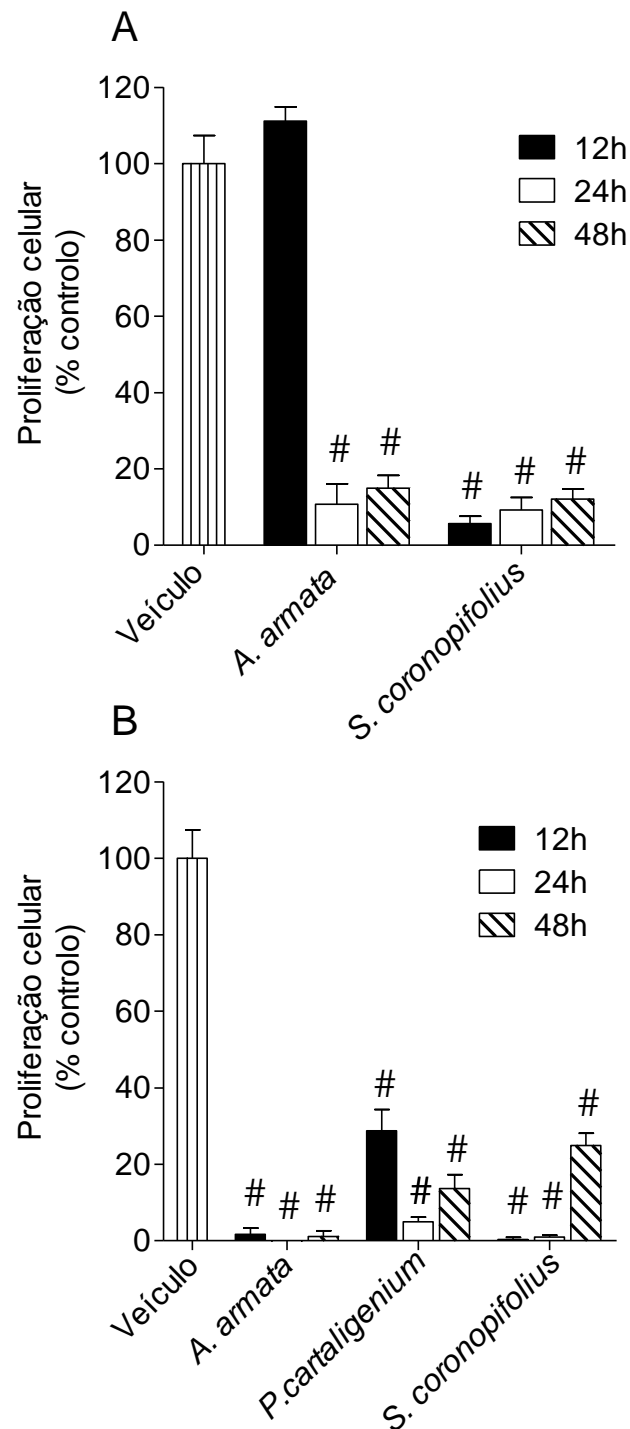 A
120
100
80
60
40
20
0
Proliferação celular
(% controlo)
12h
24h
48h
# # # # #
Veículo
A. armata
S. coronopifolius
B
120
100
80
60
40
20
0
Proliferação celular
(% controlo)
12h
24h
48h
# # # # # # # # #
Veículo
A. armata
P.cartaligenium
S. coronopifolius